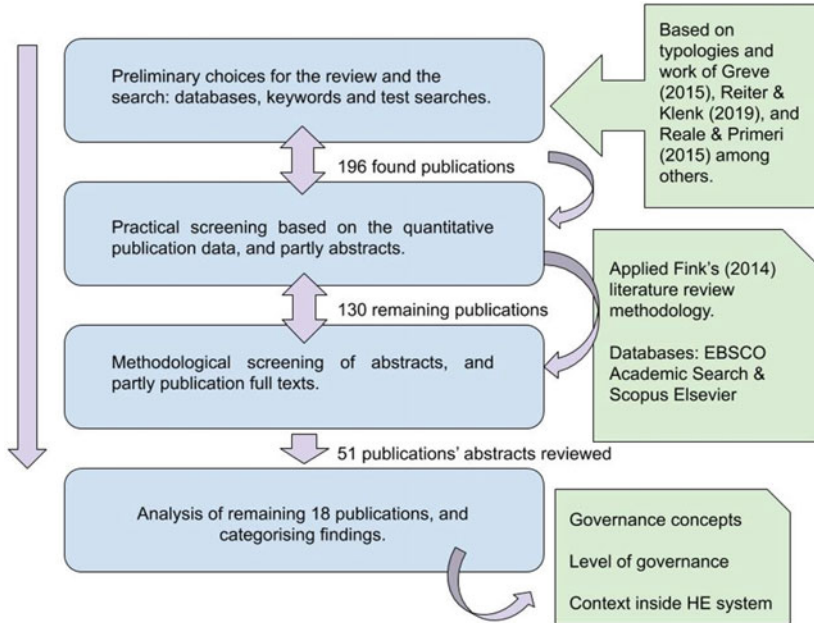 Preliminary choices for the review and the
search: databases, keywords and test searches.
Based on
typologies and
work of Greve
(2015), Reiter &
Klenk (2019), and
Reale & Primeri
(2015) among
others.
196 found publications
Practical screening based on the quantitative
publication data, and partly abstracts.
130 remaining publications
Applied Fink's (2014)
literature review
methodology.
Databases: EBSCO
Academic Search &
Scopus Elsevier
Methodological screening of abstracts, and
partly publication full texts.
51 publications' abstracts reviewed
Analysis of remaining 18 publications, and
categorising findings.
Governance concepts
Level of governance
Context inside HE system